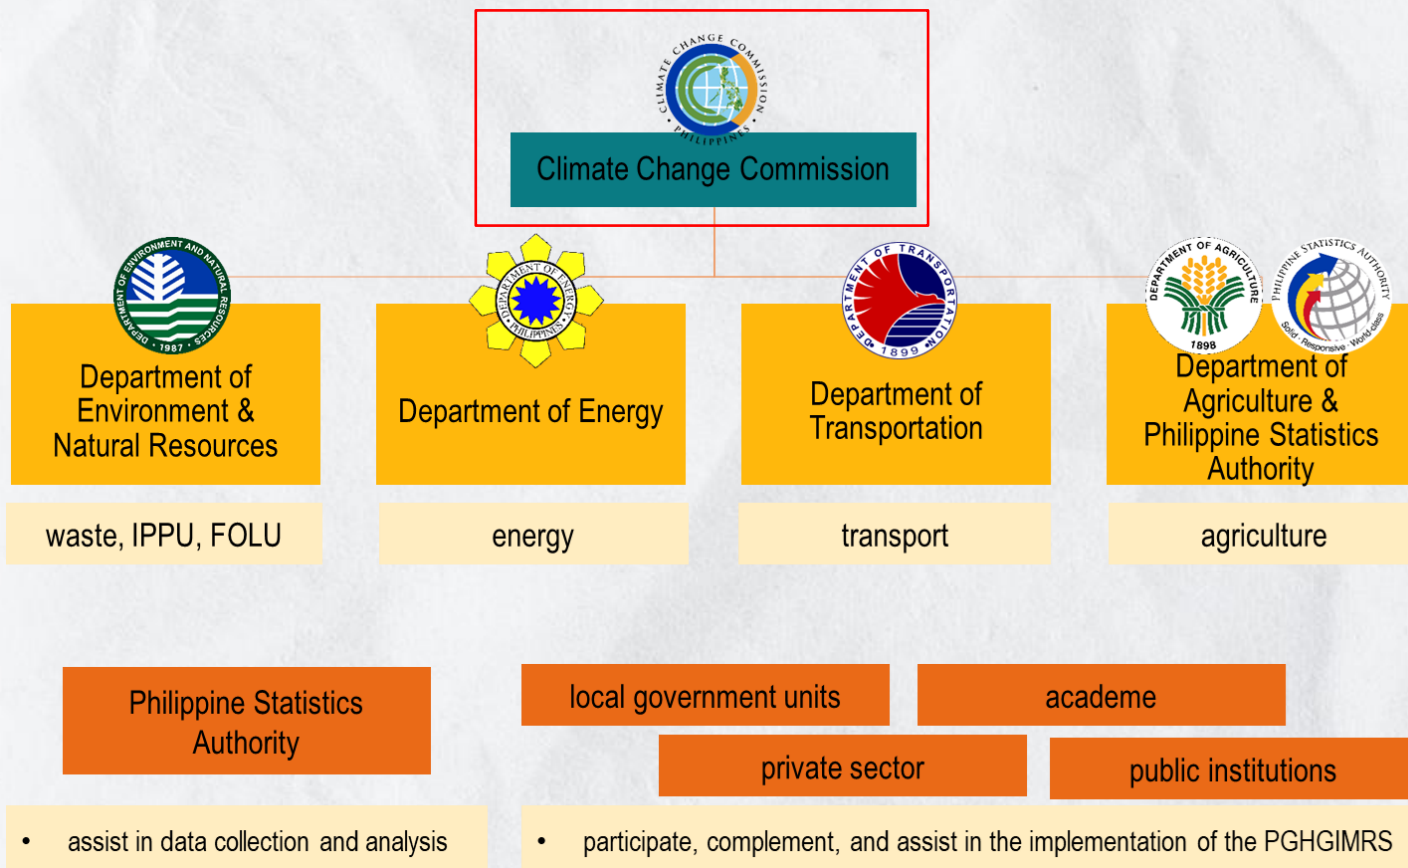 CLIMATE CHANGE COMMISSION • PHILIPPINES •
Climate Change Commission
DEPARTMENT OF ENVIRONMENT AND NATURAL RESOURCES
• 1987 •
DEPARTMENT OF ENERGY
• PHILIPPINES •
DEPARTMENT OF TRANSPORTATION
• 1899 •
DEPARTMENT OF AGRICULTURE
1898
PHILIPPINE STATISTICS AUTHORITY
Solid · Responsive · World-class
Department of
Environment &
Natural Resources
Department of Energy
Department of
Transportation
Department of
Agriculture &
Philippine Statistics
Authority
waste, IPPU, FOLU
energy
transport
agriculture
Philippine Statistics
Authority
local government units
academe
private sector
public institutions
• assist in data collection and analysis
• participate, complement, and assist in the implementation of the PGHGIMRS